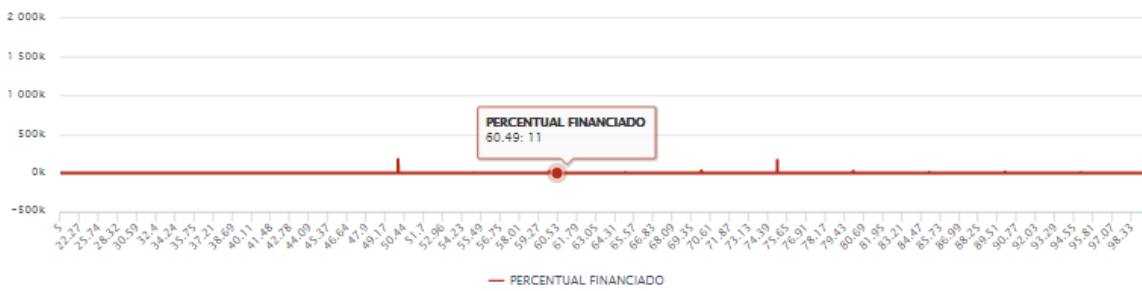 2 000k
1 500k
1 000k
500k
0k
-500k
PERCENTUAL FINANCIADO
60.49: 11
5 22.27 25.74 28.32 30.59 32.4 34.24 35.75 37.21 38.69 40.11 41.48 42.78 44.09 45.37 46.64 47.9 49.17 50.44 51.7 52.96 54.23 55.49 56.75 58.01 59.27 60.53 61.79 63.05 64.31 65.57 66.83 68.09 69.35 70.61 71.87 73.13 74.39 75.65 76.91 78.17 79.43 80.69 81.95 83.21 84.47 85.73 86.99 88.25 89.51 90.77 92.03 93.29 94.55 95.81 97.07 98.33
PERCENTUAL FINANCIADO